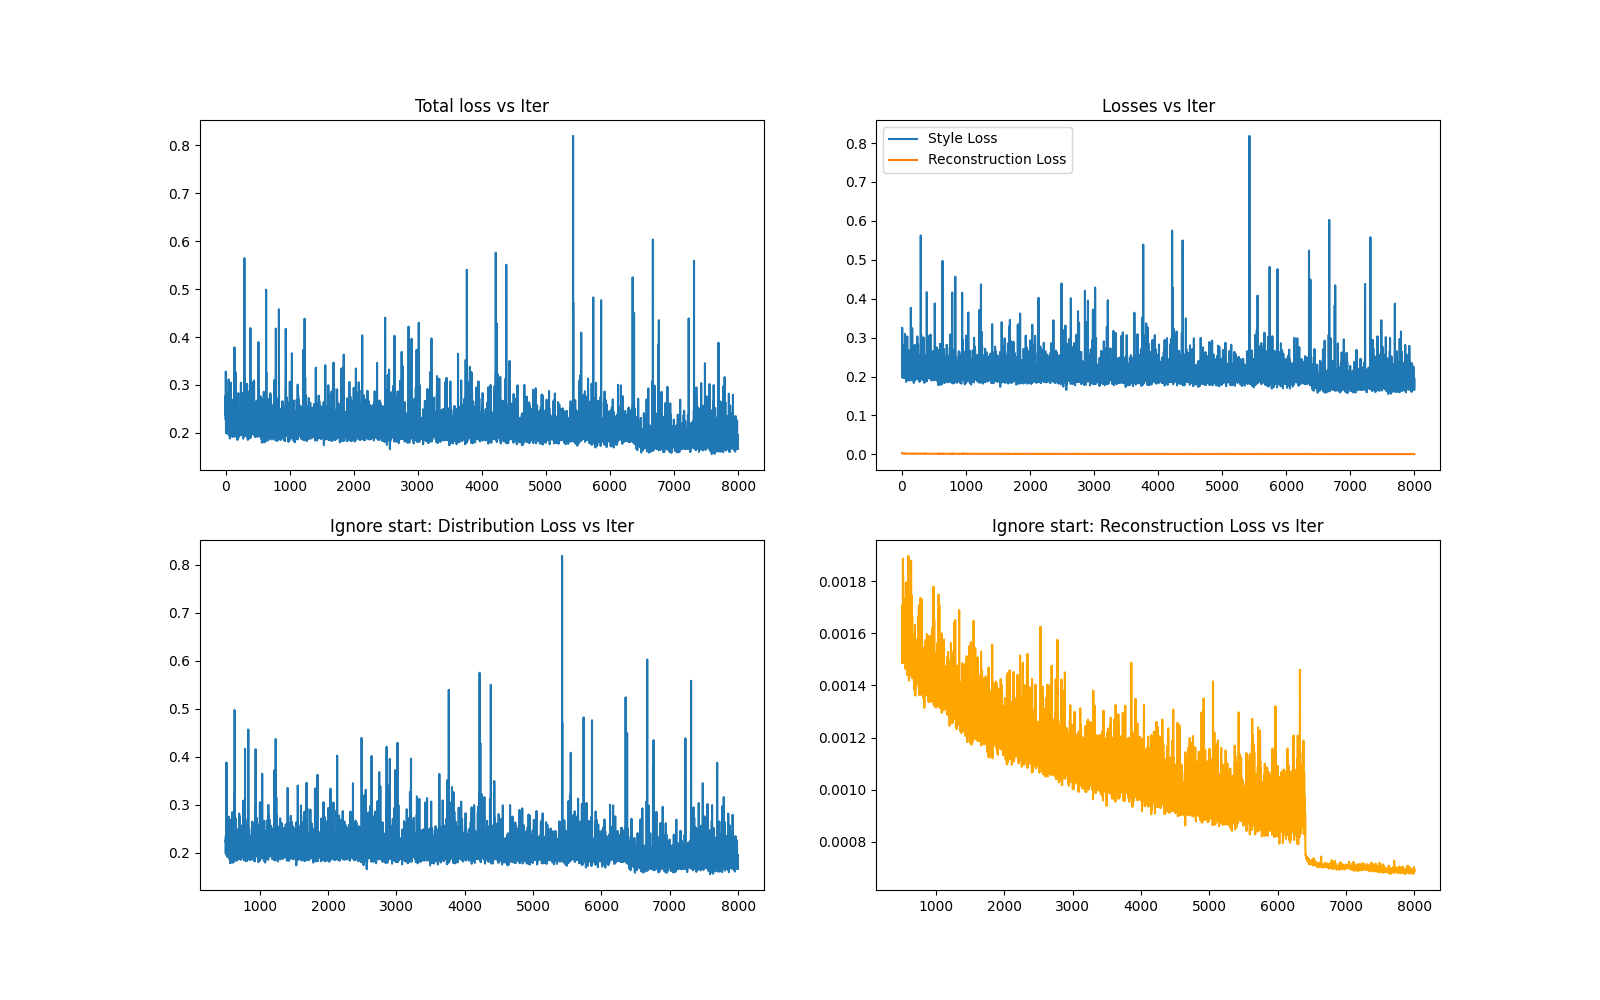 Total loss vs Iter
0.8
0.7
0.6
0.5
0.4
0.3
0.2
0 1000 2000 3000 4000 5000 6000 7000 8000
Losses vs Iter
Style Loss
Reconstruction Loss
0.8
0.7
0.6
0.5
0.4
0.3
0.2
0.1
0.0
0 1000 2000 3000 4000 5000 6000 7000 8000
Ignore start: Distribution Loss vs Iter
0.8
0.7
0.6
0.5
0.4
0.3
0.2
1000 2000 3000 4000 5000 6000 7000 8000
Ignore start: Reconstruction Loss vs Iter
0.0018
0.0016
0.0014
0.0012
0.0010
0.0008
1000 2000 3000 4000 5000 6000 7000 8000